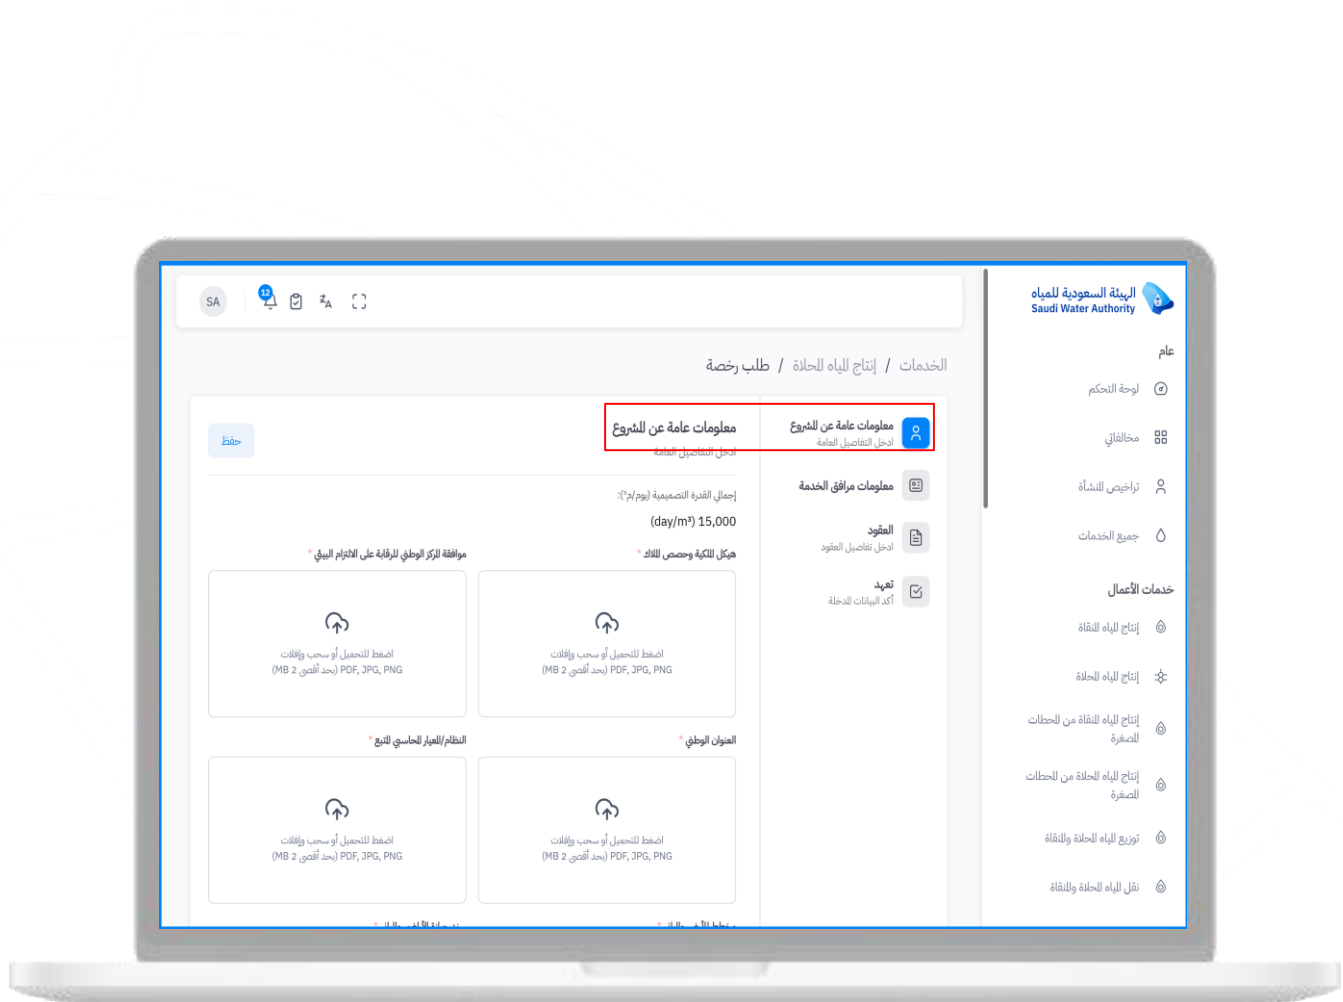 الهيئة السعودية للمياه
Saudi Water Authority
عام
لوحة التحكم
مخالفاتي
تراخيص المنشأة
جميع الخدمات
خدمات الأعمال
إنتاج المياه المنقاة
إنتاج المياه المحلاة
إنتاج المياه المنقاة من المحطات
المصغرة
إنتاج المياه المحلاة من المحطات
المصغرة
توزيع المياه المحلاة والمنقاة
نقل المياه المحلاة والمنقاة
12
SA
الخدمات / إنتاج المياه المحلاة / طلب رخصة
معلومات عامة عن المشروع
ادخل التفاصيل العامة
معلومات مرافق الخدمة
العقود
ادخل تفاصيل العقود
تعهد
أكد البيانات المدخلة
معلومات عامة عن المشروع
ادخل التفاصيل العامة
حفظ
إجمالي القدرة التصميمية (يوم/م³):
15,000 (day/m³)
هيكل الملكية وحصص الملاك *
اضغط للتحميل أو سحب وإفلات
PDF, JPG, PNG (بحد أقصى 2 MB)
موافقة المركز الوطني للرقابة على الالتزام البيئي *
اضغط للتحميل أو سحب وإفلات
PDF, JPG, PNG (بحد أقصى 2 MB)
العنوان الوطني *
اضغط للتحميل أو سحب وإفلات
PDF, JPG, PNG (بحد أقصى 2 MB)
النظام/المعيار المحاسبي المتبع *
اضغط للتحميل أو سحب وإفلات
PDF, JPG, PNG (بحد أقصى 2 MB)